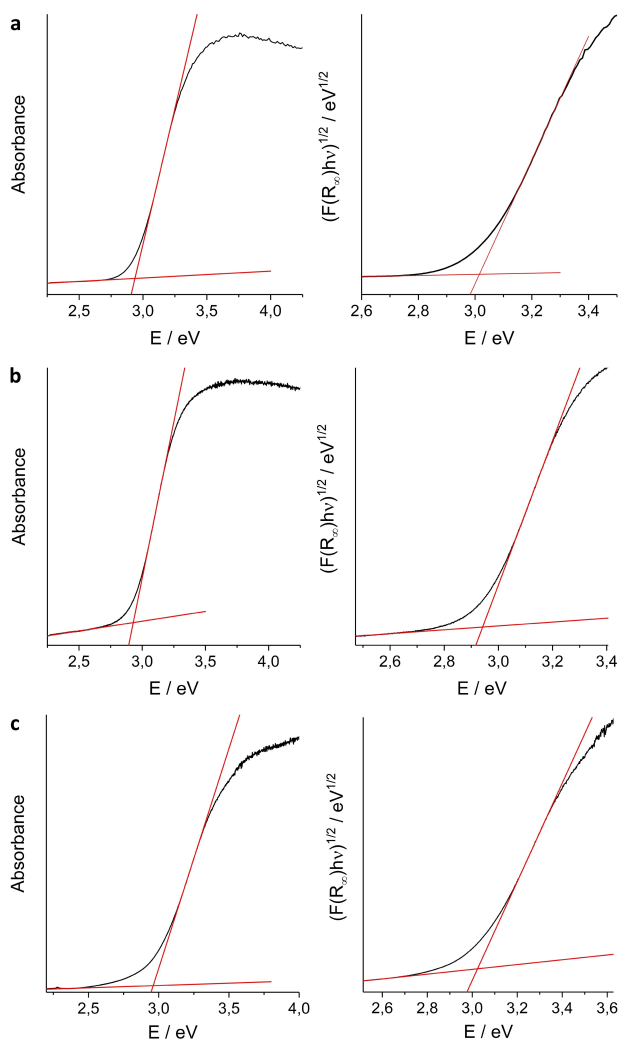 a
Absorbance
2,5 3,0 3,5 4,0
E / eV
(F(R∞)hν)1/2 / eV1/2
2,6 2,8 3,0 3,2 3,4
E / eV
b
Absorbance
2,5 3,0 3,5 4,0
E / eV
(F(R∞)hν)1/2 / eV1/2
2,6 2,8 3,0 3,2 3,4
E / eV
c
Absorbance
2,5 3,0 3,5 4,0
E / eV
(F(R∞)hν)1/2 / eV1/2
2,6 2,8 3,0 3,2 3,4 3,6
E / eV